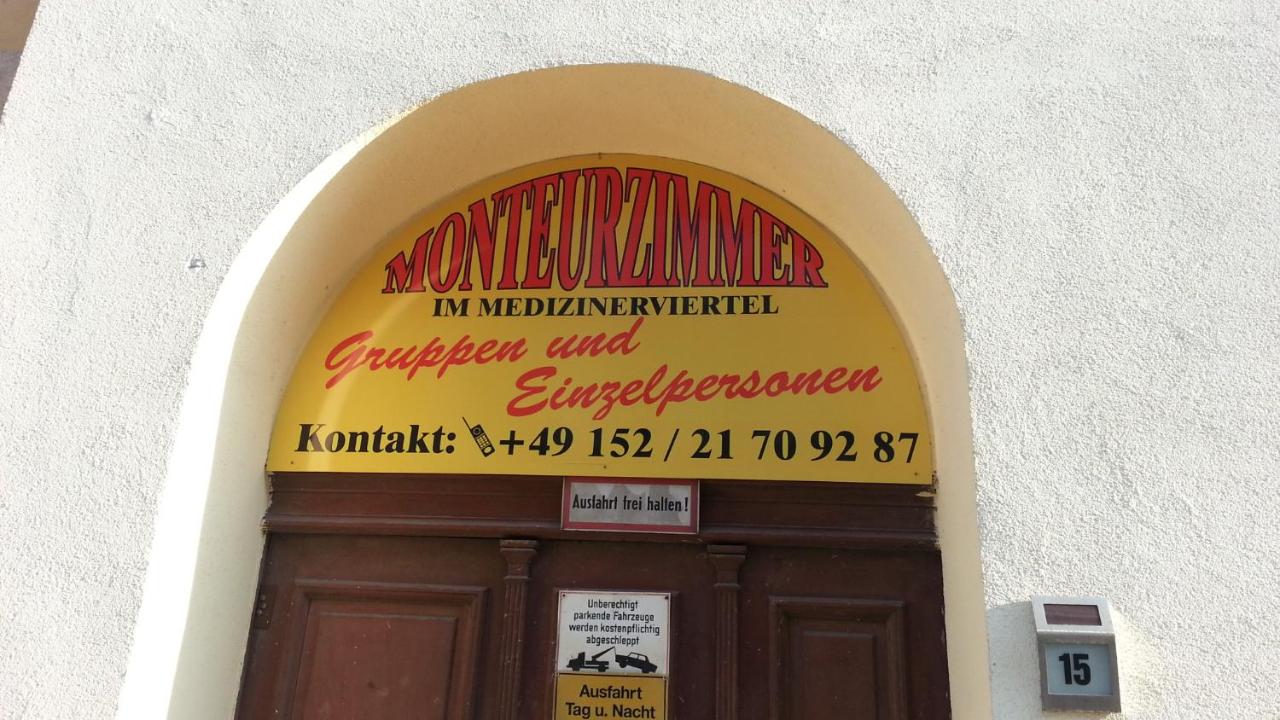 MONTEURZIMMER
IM MEDIZINERVIERTEL
Gruppen und
Einzelpersonen
Kontakt: +49 152 / 21 70 92 87
Ausfahrt frei halten!
Unberechtigt
parkende Fahrzeuge
werden kostenpflichtig
abgeschleppt
Ausfahrt
Tag u. Nacht
15